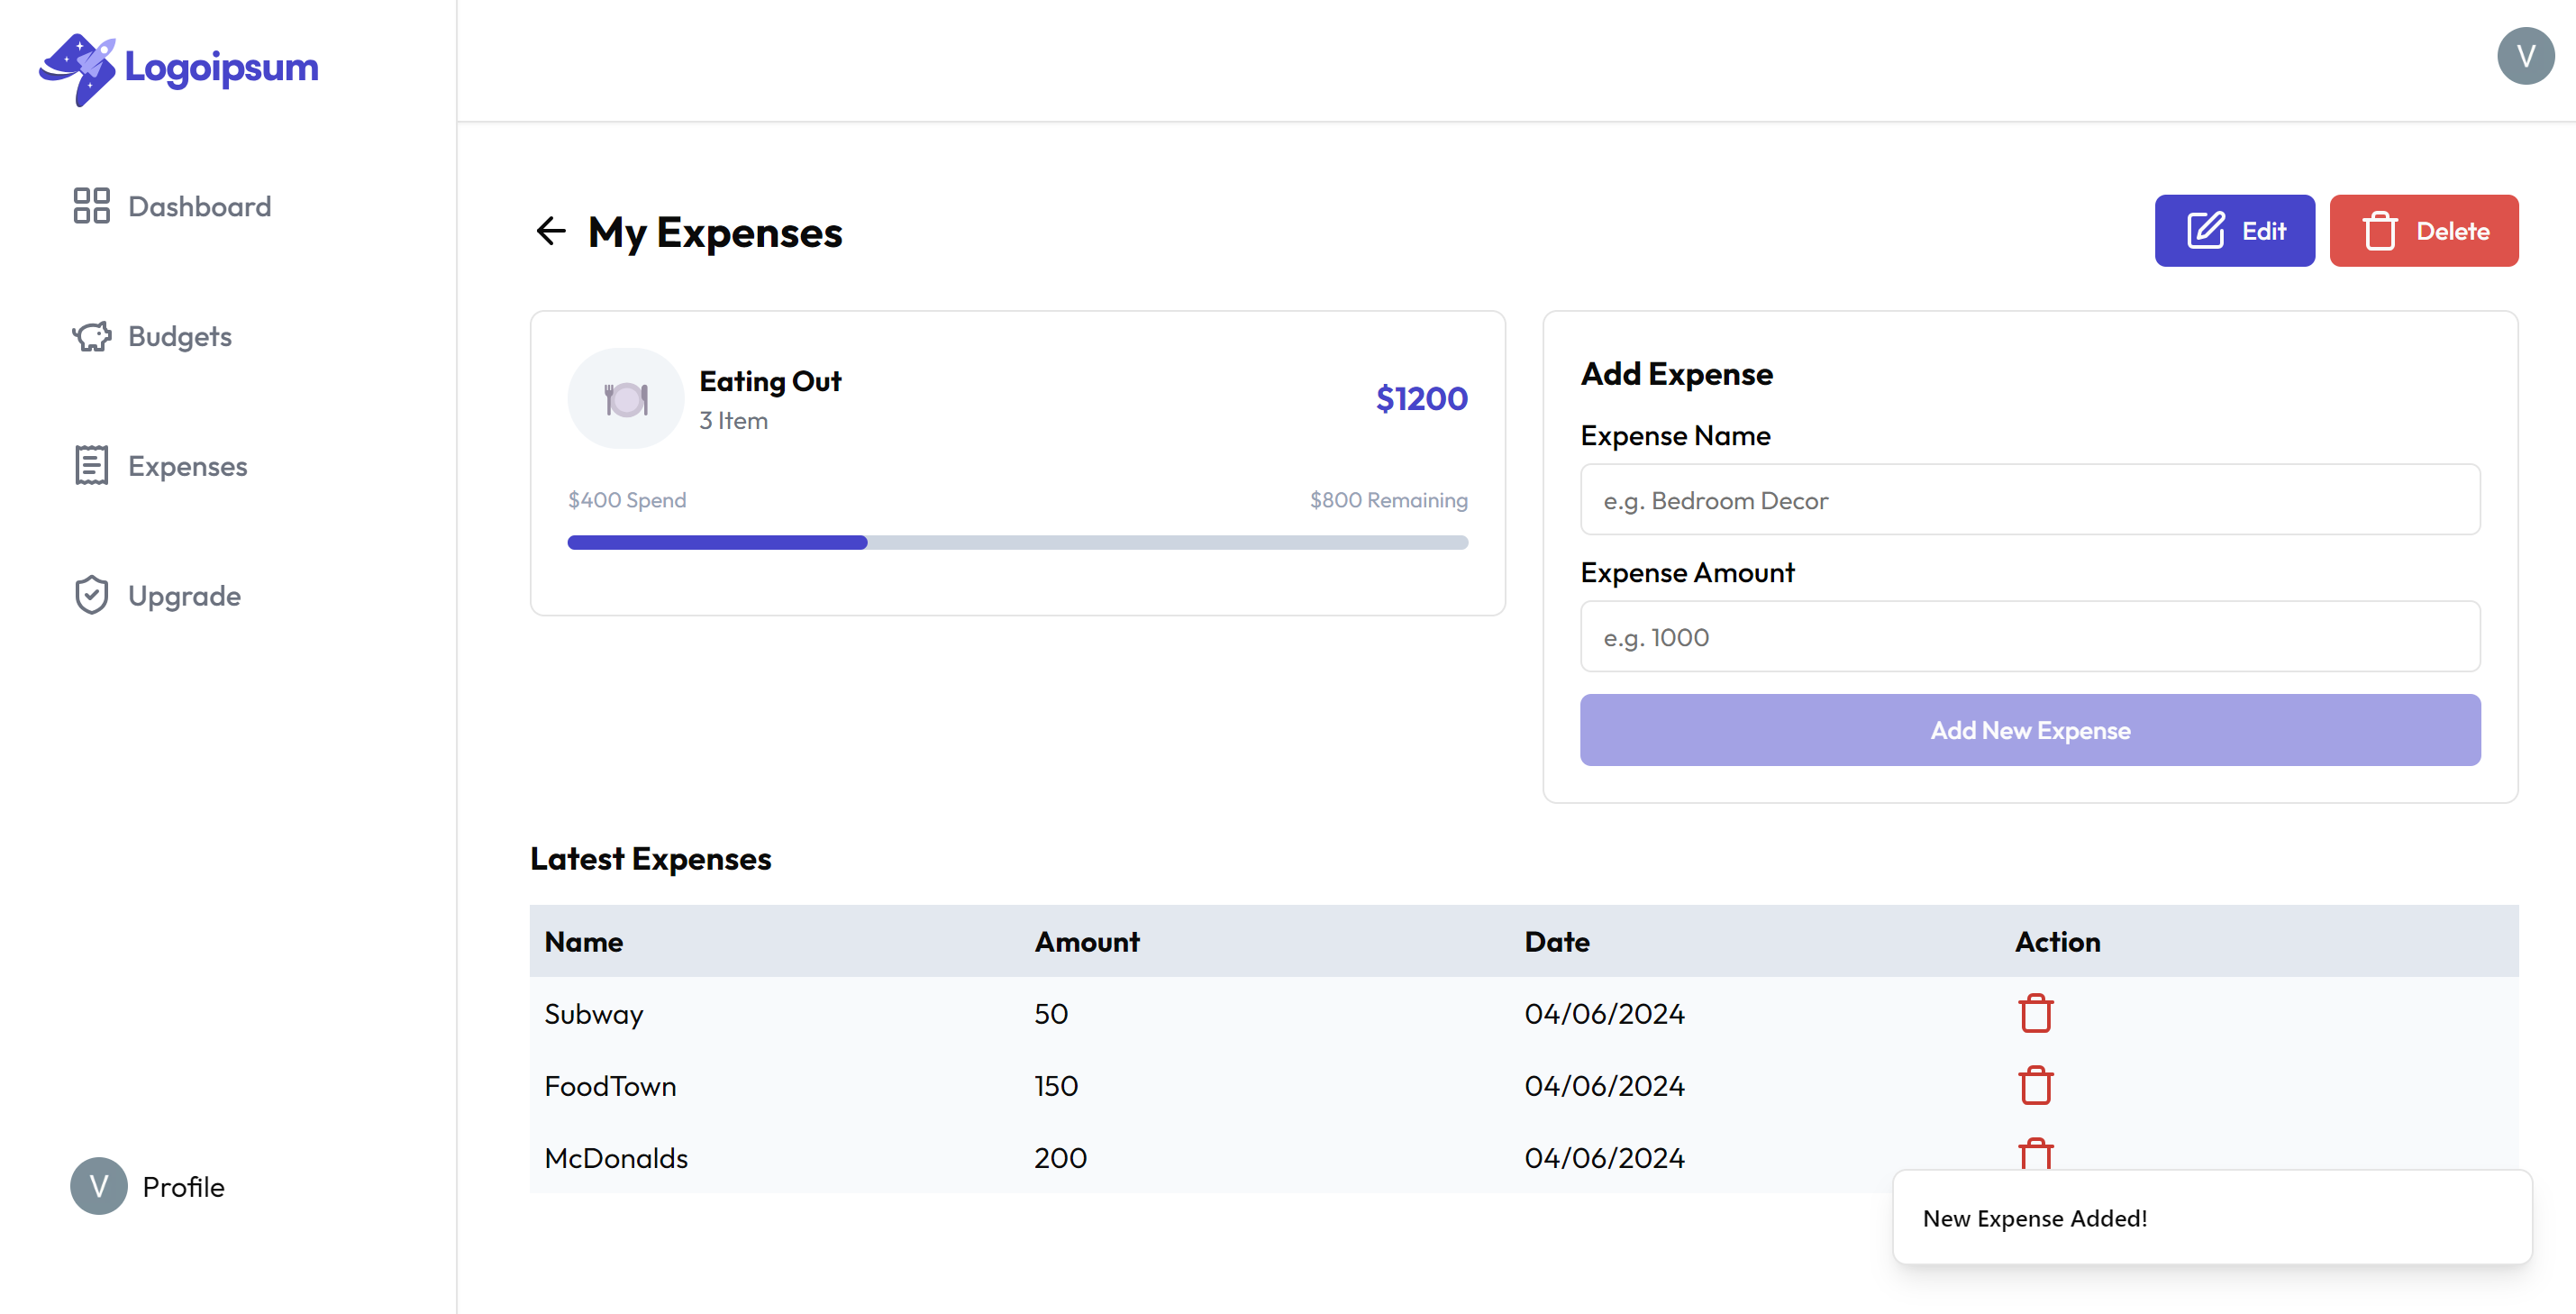 Logoipsum
V
Dashboard
Budgets
Expenses
Upgrade
V Profile
My Expenses
Edit
Delete
Eating Out
3 Item
$1200
$400 Spend
$800 Remaining
Add Expense
Expense Name
e.g. Bedroom Decor
Expense Amount
e.g. 1000
Add New Expense
Latest Expenses
Name Amount Date Action
Subway 50 04/06/2024
FoodTown 150 04/06/2024
McDonalds 200 04/06/2024
New Expense Added!